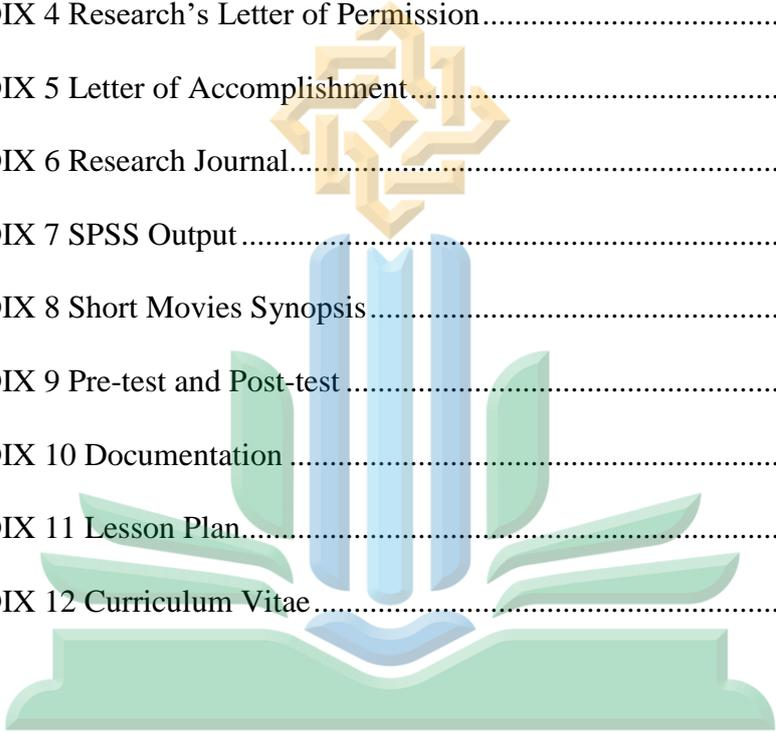 IX 4 Research’s Letter of Permission..............................................
IX 5 Letter of Accomplishment........................................................
IX 6 Research Journal.....................................................................
IX 7 SPSS Output...........................................................................
IX 8 Short Movies Synopsis............................................................
IX 9 Pre-test and Post-test ...............................................................
IX 10 Documentation ......................................................................
IX 11 Lesson Plan............................................................................
IX 12 Curriculum Vitae...................................................................